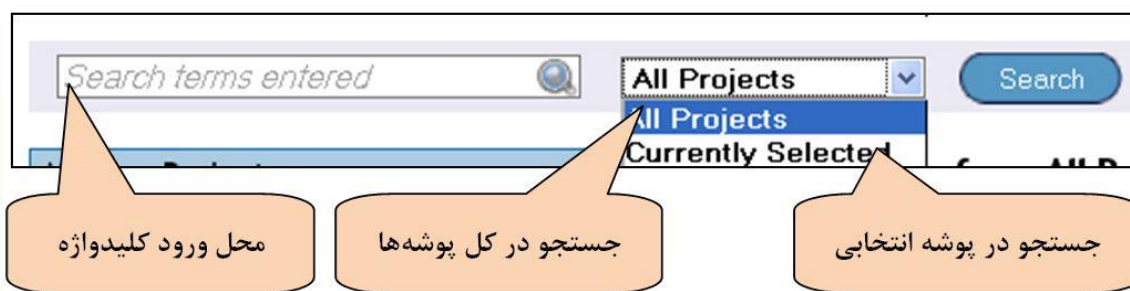 Search terms entered
All Projects
Search
All Projects
Currently Selected
محل ورود کلیدواژه
جستجو در کل پوشه‌ها
جستجو در پوشه انتخابی